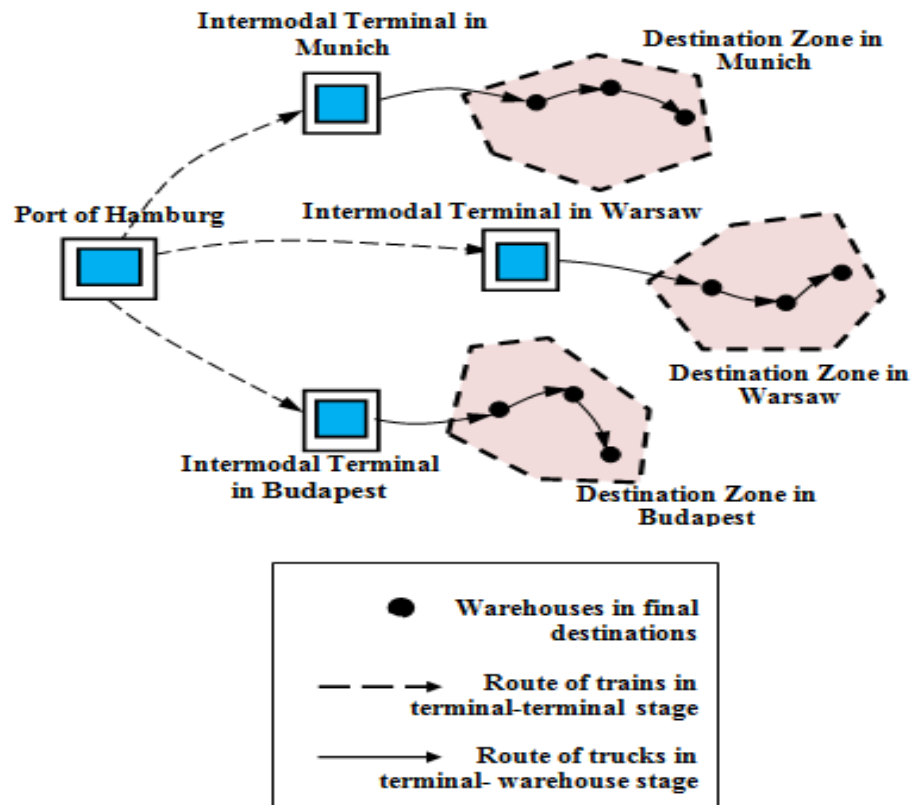 Intermodal Terminal in
Munich
Destination Zone in
Munich
Port of Hamburg
Intermodal Terminal in Warsaw
Destination Zone in
Warsaw
Intermodal Terminal
in Budapest
Destination Zone in
Budapest
Warehouses in final
destinations
Route of trains in
terminal-terminal stage
Route of trucks in
terminal- warehouse stage